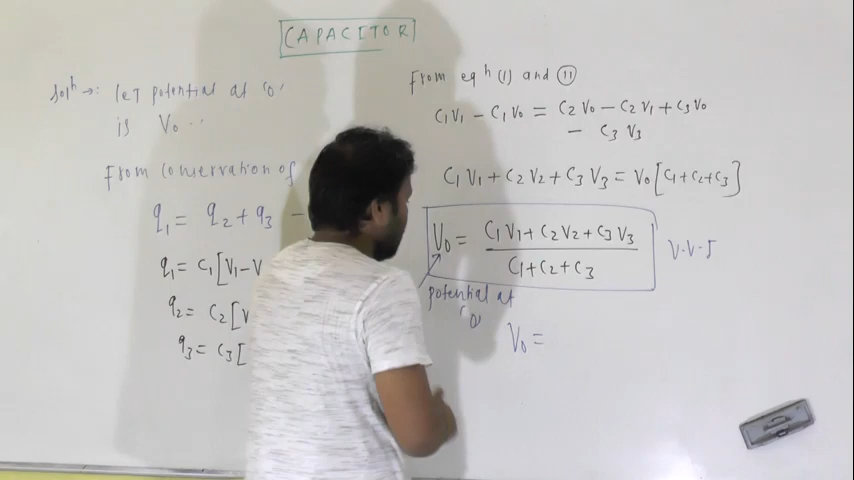 CAPACITOR
Solⁿ →: let potential at 'O'
is V₀ ..
From conservation of
q₁ = q₂ + q₃ —
q₁ = C₁[V₁ – V
q₂ = C₂[V
q₃ = C₃[
From eqⁿ (1) and (11)
C₁V₁ – C₁V₀ = C₂V₀ – C₂V₁ + C₃V₀
– C₃V₃
C₁V₁ + C₂V₂ + C₃V₃ = V₀[C₁+C₂+C₃]
V₀ = C₁V₁ + C₂V₂ + C₃V₃
C₁+C₂+C₃
V.V.I
potential at
'O'
V₀ =